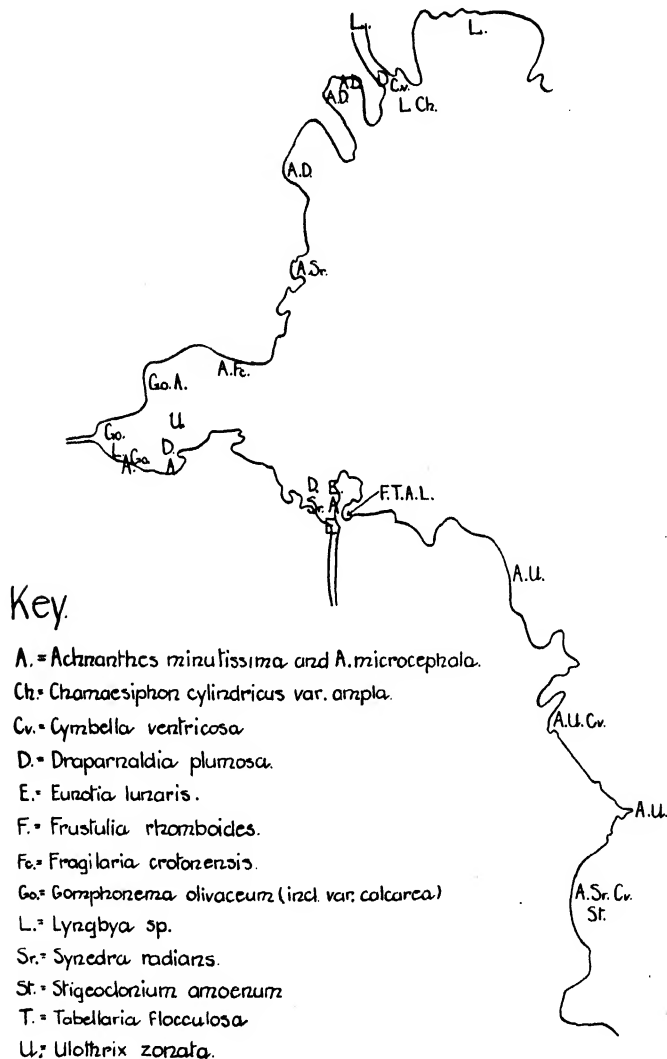 L.
L.
D.
Cv.
L Ch.
A.D.
A.D.
A.D.
A.Sr.
A.Fc.
Go.A.
Go.
U.
L. Go.
A.
D.
A
D. E.
Sr. A
E
F.T.A.L.
A.U.
A.U.Cv.
A.U.
A.Sr.Cv.
St.
Key.
A. = Achnanthes minutissima and A.microcephala.
Ch.= Chamaesiphon cylindricus var. ampla.
Cv.= Cymbella ventricosa
D.= Draparnaldia plumosa.
E.= Eunotia lunaris.
F.= Frustulia rhomboides.
Fc.= Fragilaria crotonensis.
Go.= Gomphonema olivaceum (incl. var. calcarea)
L.= Lyngbya sp.
Sr.= Synedra radians.
St.= Stigeoclonium amoenum
T.= Tabellaria flocculosa
U.= Ulothrix zonata.